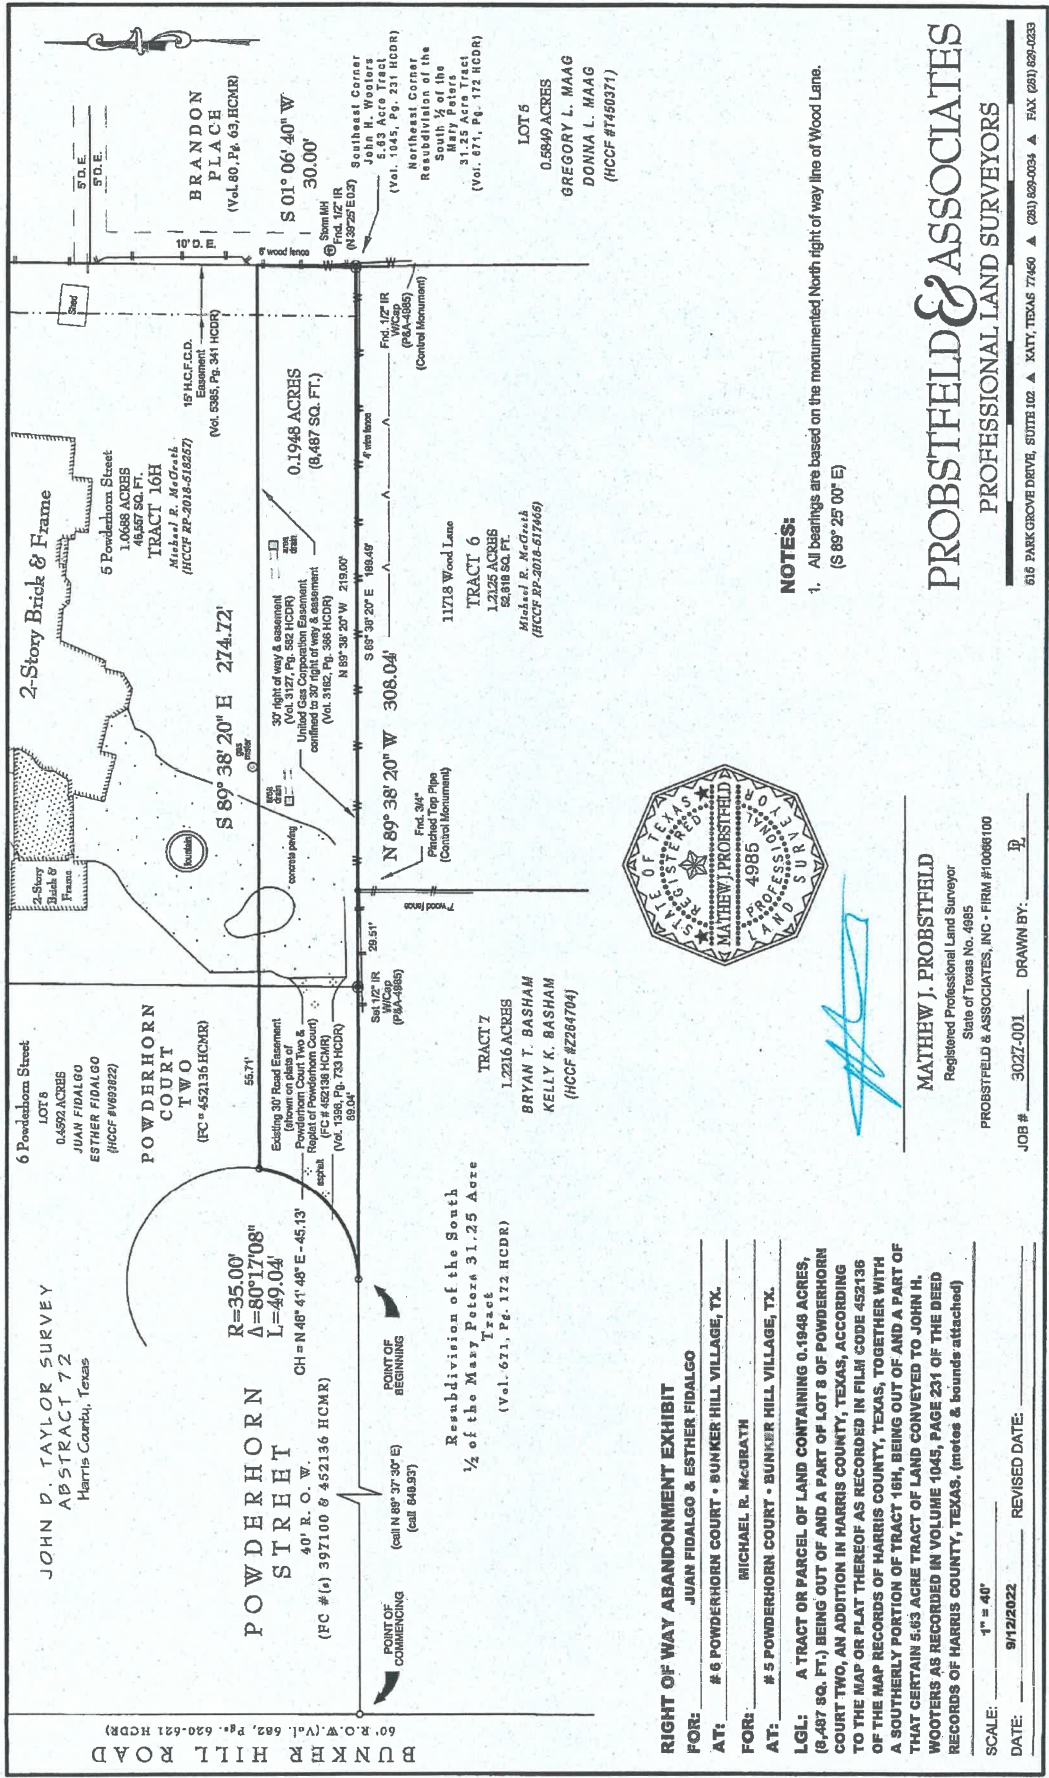 JOHN D. TAYLOR SURVEY
ABSTRACT 72
Harris County, Texas
BUNKER HILL ROAD
60' R.O.W.(Vol. 682, Pgs. 620-621 HCDR)
POWDERHORN
STREET
40' R. O. W.
(FC #(s) 397100 & 452136 HCMR)
POINT OF
COMMENCING
(call N 89° 37' 30" E)
(call 649.93')
POINT OF
BEGINNING
R=35.00'
Δ=80°17'08"
L=49.04'
CH = N 48° 41' 48" E - 45.13'
Resubdivision of the South
½ of the Mary Peters 31.25 Acre
Tract
(Vol. 671, Pg. 172 HCDR)
6 Powderhorn Street
LOT 8
0.4592 ACRES
JUAN FIDALGO
ESTHER FIDALGO
(HCCF #V693822)
POWDERHORN
COURT
TWO
(FC # 452136 HCMR)
55.71'
Existing 30' Road Easement
(shown on plats of
Powderhorn Court Two &
Replat of Powderhorn Court)
(FC # 452136 HCMR)
(Vol. 1396, Pg. 733 HCDR)
89.04'
asphalt
Set 1/2" IR
W/Cap
(P&A-4985)
29.51'
TRACT 7
1.2216 ACRES
BRYAN T. BASHAM
KELLY K. BASHAM
(HCCF #Z264704)
7' wood fence
2-Story
Brick &
Frame
fountain
concrete paving
2-Story Brick & Frame
S 89° 38' 20" E 274.72'
gas
meter
area
drain
30' right of way & easement
(Vol. 3127, Pg. 582 HCDR)
United Gas Corporation Easement
confined to 30' right of way & easement
(Vol. 3162, Pg. 366 HCDR)
N 89° 38' 20" W 219.00'
S 89° 38' 20" E 189.49'
N 89° 38' 20" W 308.04'
Fnd. 3/4"
Pinched Top Pipe
(Control Monument)
area
drain
5 Powderhorn Street
1.0688 ACRES
46,557 SQ. FT.
TRACT 16H
Michael R. McGrath
(HCCF RP-2018-518257)
0.1948 ACRES
(8,487 SQ. FT.)
4' wire fence
11718 Wood Lane
TRACT 6
1.2125 ACRES
52,818 SQ. FT.
Michael R. McGrath
(HCCF RP-2018-517465)
Shed
15' H.C.F.C.D.
Easement
(Vol. 5385, Pg. 341 HCDR)
Fnd. 1/2" IR
W/Cap
(P&A-4985)
(Control Monument)
5' D. E.
5' D. E.
10' D. E.
6' wood fence
BRANDON
PLACE
(Vol. 80, Pg. 63, HCMR)
S 01° 06' 40" W
30.00'
Storm MH
Fnd. 1/2" IR
(N 39°25' E 0.2')
Southeast Corner
John H. Wooters
5.63 Acre Tract
(Vol. 1045, Pg. 231 HCDR)
Northeast Corner
Resubdivision of the
South ½ of the
Mary Peters
31.25 Acre Tract
(Vol. 671, Pg. 172 HCDR)
LOT 5
0.5849 ACRES
GREGORY L. MAAG
DONNA L. MAAG
(HCCF #T450371)
RIGHT OF WAY ABANDONMENT EXHIBIT
FOR: JUAN FIDALGO & ESTHER FIDALGO
AT: # 6 POWDERHORN COURT • BUNKER HILL VILLAGE, TX.
FOR: MICHAEL R. McGRATH
AT: # 5 POWDERHORN COURT • BUNKER HILL VILLAGE, TX.
LGL: A TRACT OR PARCEL OF LAND CONTAINING 0.1948 ACRES,
(8,487 SQ. FT.) BEING OUT OF AND A PART OF LOT 8 OF POWDERHORN
COURT TWO, AN ADDITION IN HARRIS COUNTY, TEXAS, ACCORDING
TO THE MAP OR PLAT THEREOF AS RECORDED IN FILM CODE 452136
OF THE MAP RECORDS OF HARRIS COUNTY, TEXAS, TOGETHER WITH
A SOUTHERLY PORTION OF TRACT 16H, BEING OUT OF AND A PART OF
THAT CERTAIN 5.63 ACRE TRACT OF LAND CONVEYED TO JOHN H.
WOOTERS AS RECORDED IN VOLUME 1045, PAGE 231 OF THE DEED
RECORDS OF HARRIS COUNTY, TEXAS. (notes & bounds attached)
SCALE: 1" = 40'
DATE: 9/12/2022 REVISED DATE:
STATE OF TEXAS
REGISTERED
MATHEW J. PROBSTFELD
4985
PROFESSIONAL
LAND SURVEYOR
MATHEW J. PROBSTFELD
Registered Professional Land Surveyor
State of Texas No. 4985
PROBSTFELD & ASSOCIATES, INC - FIRM #10068100
JOB # 3027-001 DRAWN BY:
NOTES:
1. All bearings are based on the monumented North right of way line of Wood Lane.
(S 89° 25' 00" E)
PROBSTFELD & ASSOCIATES
PROFESSIONAL LAND SURVEYORS
515 PARK GROVE DRIVE, SUITE 102 ▲ KATY, TEXAS 77450 ▲ (281) 829-0034 ▲ FAX (281) 829-0233